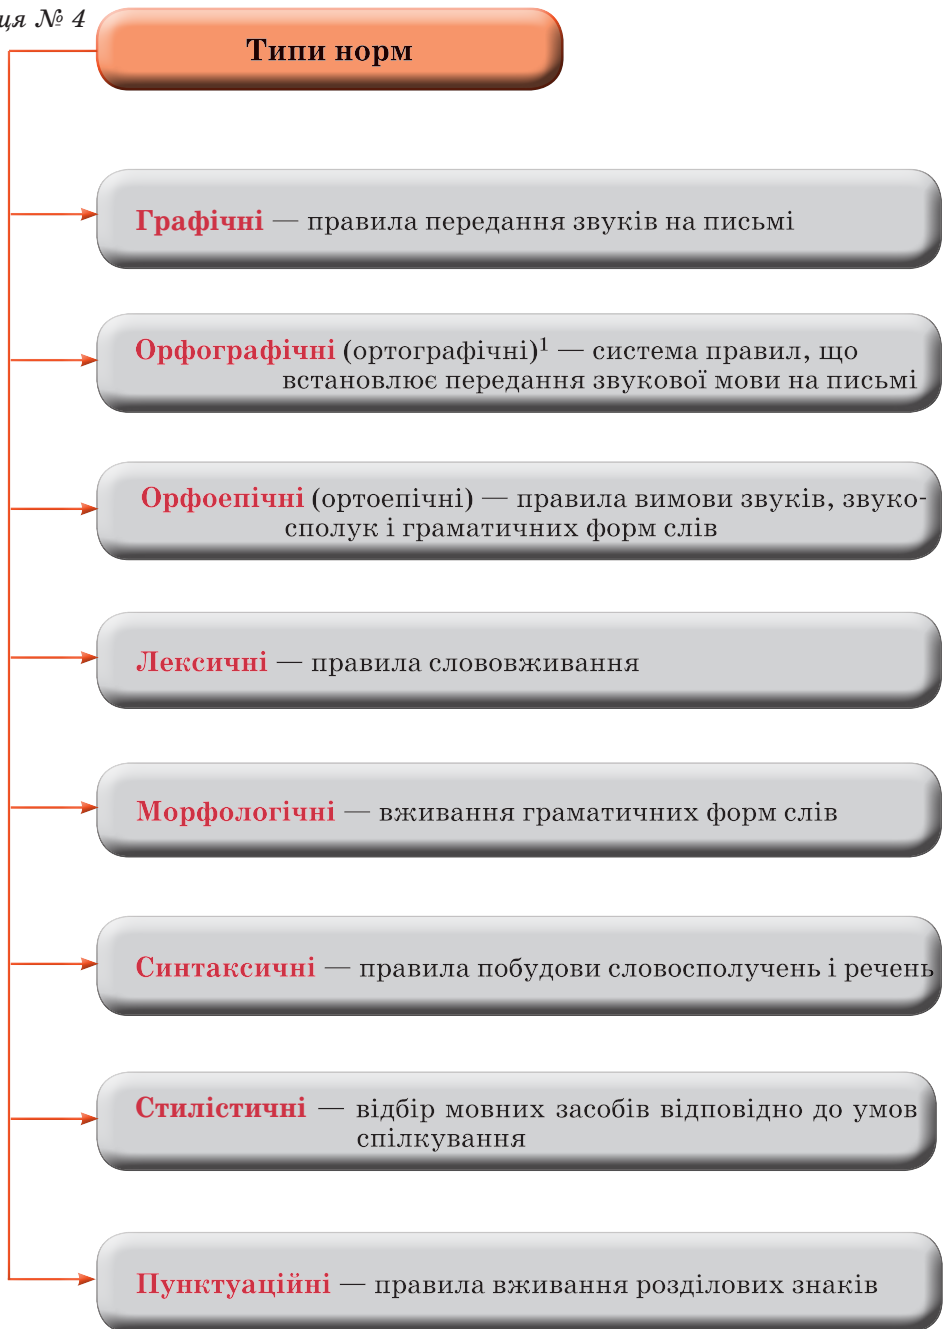 ця № 4
Типи норм
Графічні — правила передання звуків на письмі
Орфографічні (ортографічні)¹ — система правил, що
встановлює передання звукової мови на письмі
Орфоепічні (ортоепічні) — правила вимови звуків, звуко-
сполук і граматичних форм слів
Лексичні — правила слововживання
Морфологічні — вживання граматичних форм слів
Синтаксичні — правила побудови словосполучень і речень
Стилістичні — відбір мовних засобів відповідно до умов
спілкування
Пунктуаційні — правила вживання розділових знаків